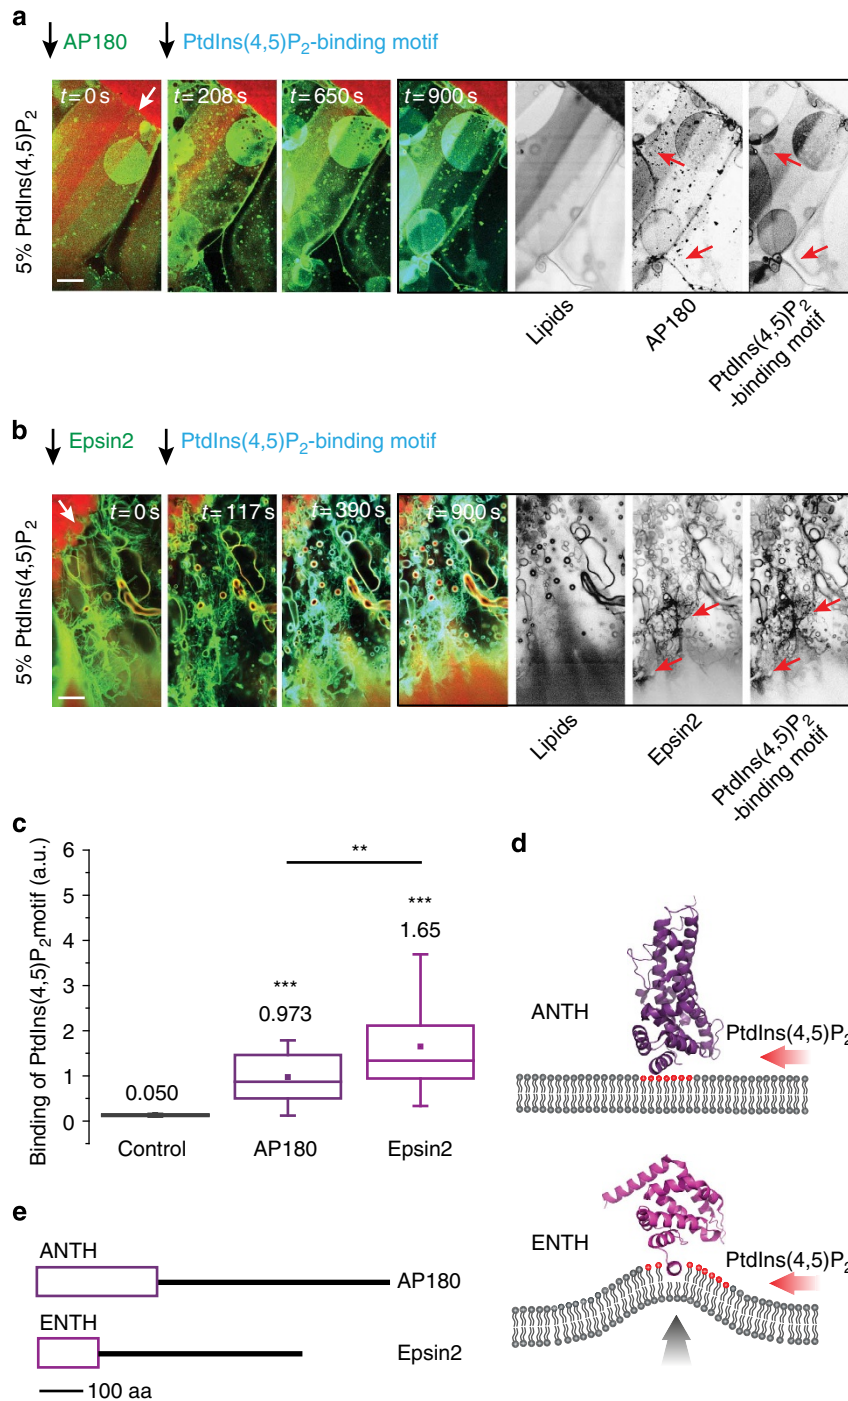 a
AP180 PtdIns(4,5)P2-binding motif
5% PtdIns(4,5)P2
t=0 s t=208 s t=650 s t=900 s
Lipids
AP180
PtdIns(4,5)P2
-binding motif
b
Epsin2 PtdIns(4,5)P2-binding motif
5% PtdIns(4,5)P2
t=0 s t=117 s t=390 s t=900 s
Lipids
Epsin2
PtdIns(4,5)P2
-binding motif
c
Binding of PtdIns(4,5)P2motif (a.u.)
6
5
4
3
2
1
0
**
***
1.65
***
0.973
0.050
Control AP180 Epsin2
d
ANTH
PtdIns(4,5)P2
ENTH
PtdIns(4,5)P2
e
ANTH
AP180
ENTH
Epsin2
100 aa